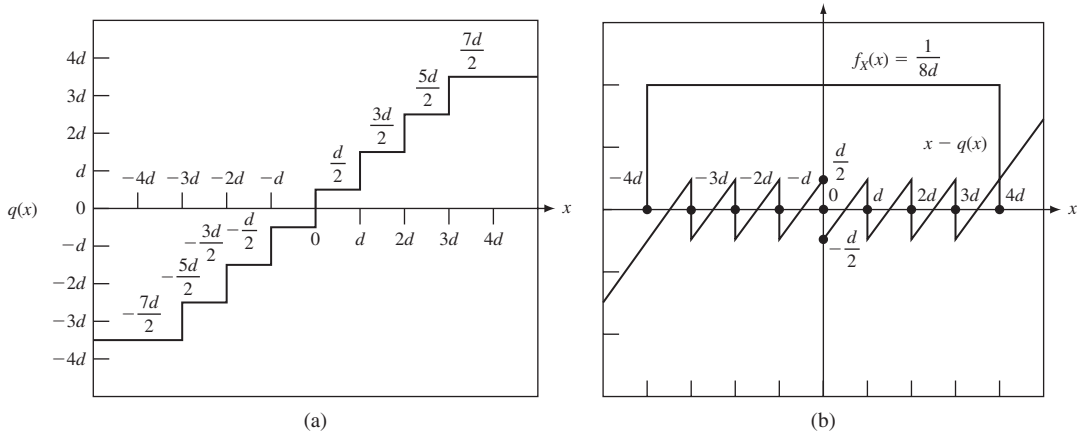 4d
3d
2d
d
q(x) 0
−d
−2d
−3d
−4d
−4d −3d −2d −d
0 d 2d 3d 4d
x
7d/2
5d/2
3d/2
d/2
−d/2
−3d/2
−5d/2
−7d/2
(a)
f_X(x) = 1/8d
x − q(x)
d/2
−4d −3d −2d −d 0 d 2d 3d 4d
x
−d/2
(b)